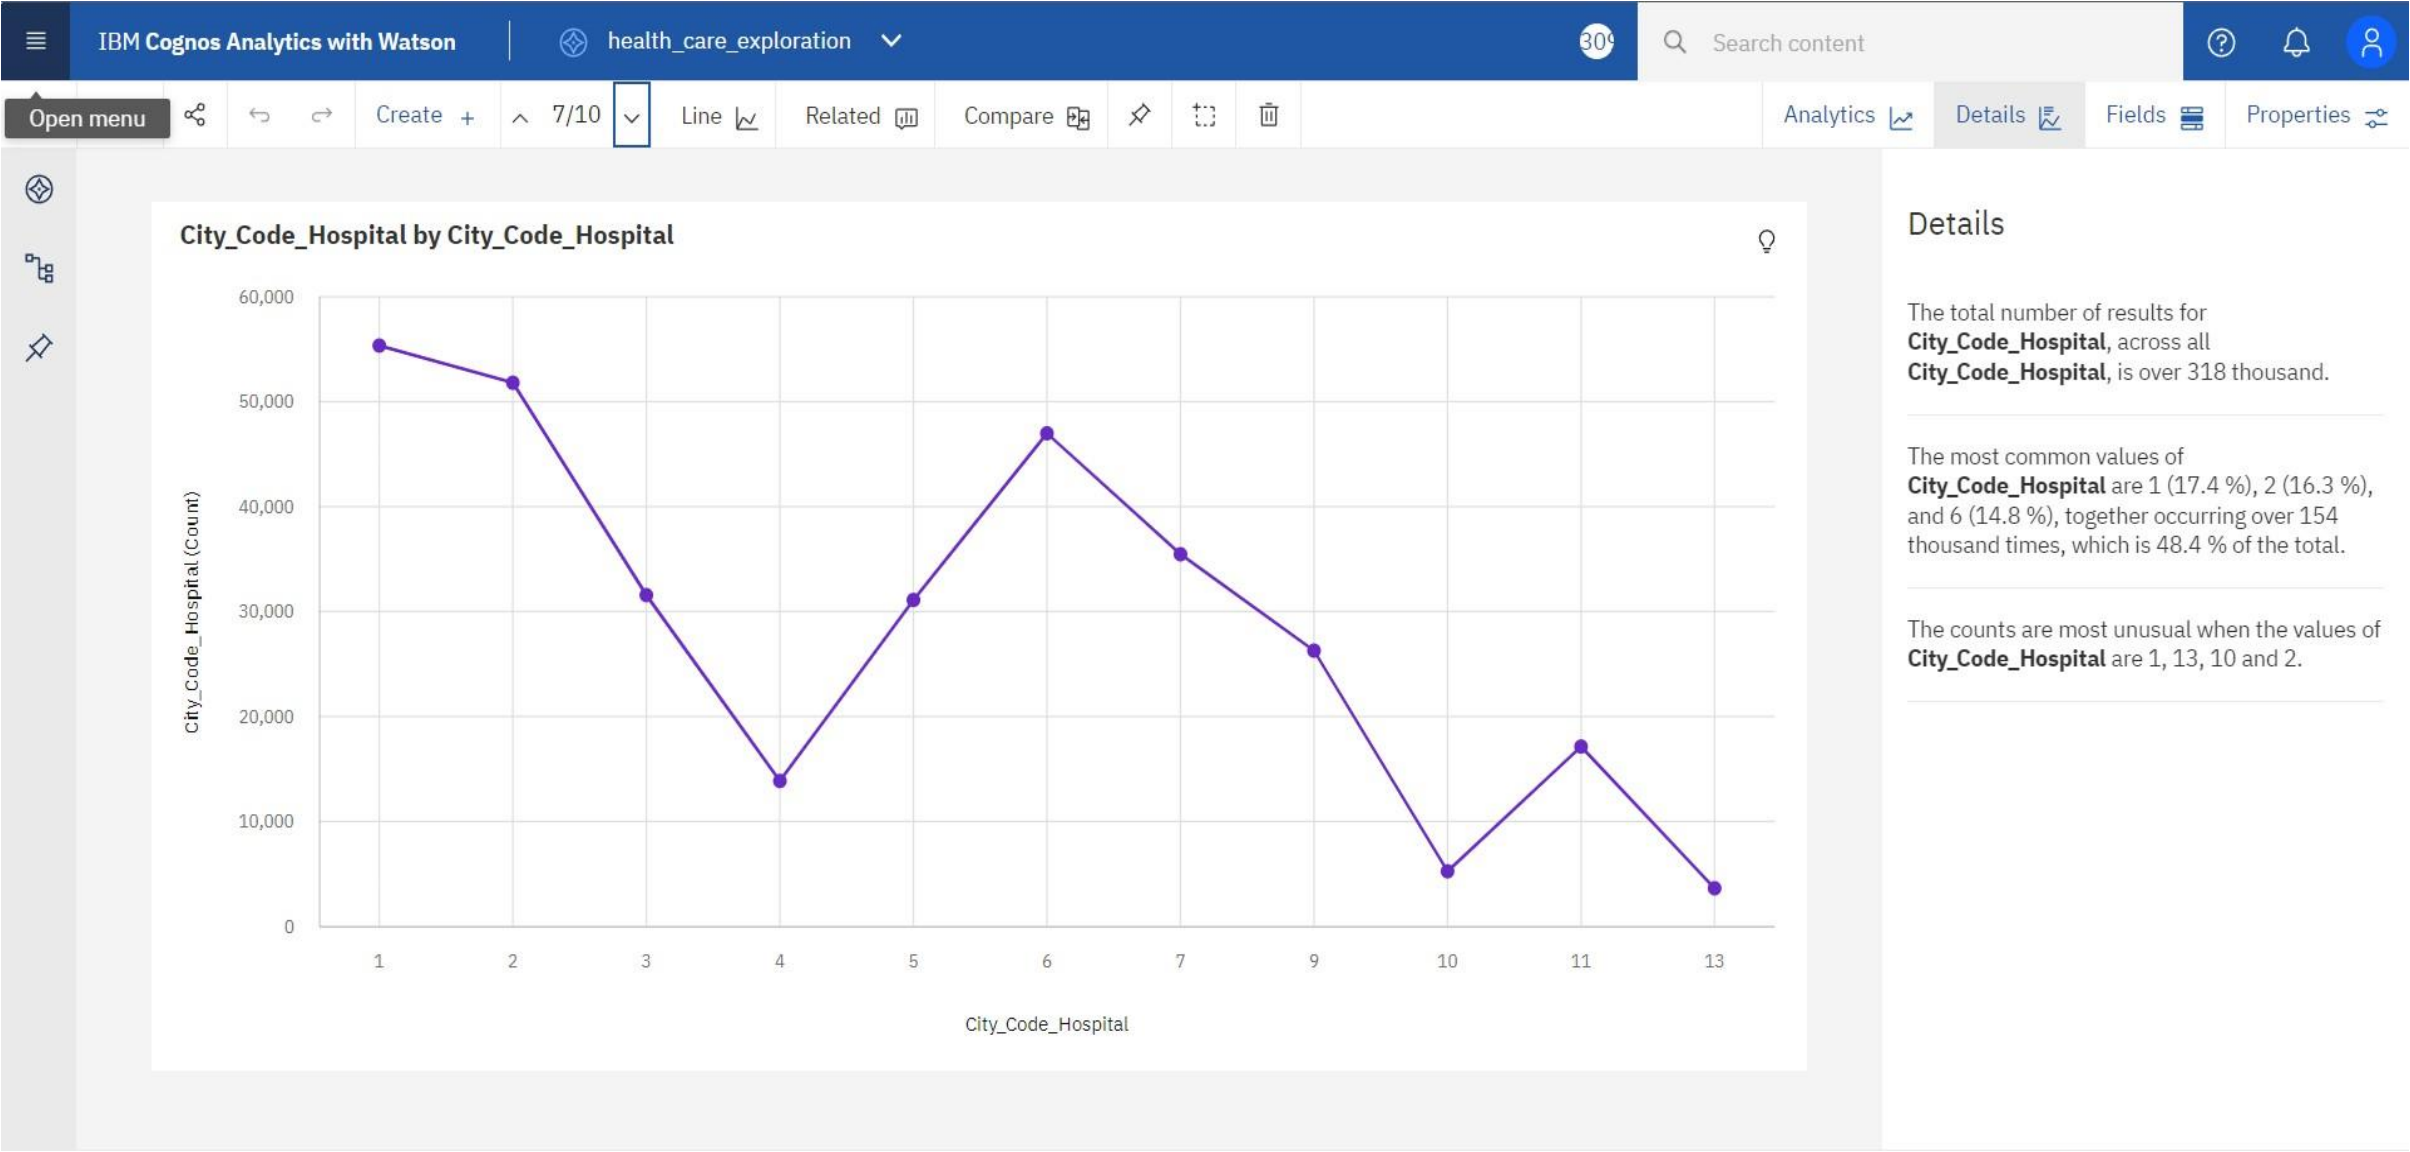 IBM Cognos Analytics with Watson
health_care_exploration
Search content
Open menu
Create +
7/10
Line
Related
Compare
Analytics
Details
Fields
Properties
City_Code_Hospital by City_Code_Hospital
City_Code_Hospital (Count)
60,000
50,000
40,000
30,000
20,000
10,000
0
1 2 3 4 5 6 7 9 10 11 13
City_Code_Hospital
Details
The total number of results for
City_Code_Hospital, across all
City_Code_Hospital, is over 318 thousand.
The most common values of
City_Code_Hospital are 1 (17.4 %), 2 (16.3 %),
and 6 (14.8 %), together occurring over 154
thousand times, which is 48.4 % of the total.
The counts are most unusual when the values of
City_Code_Hospital are 1, 13, 10 and 2.